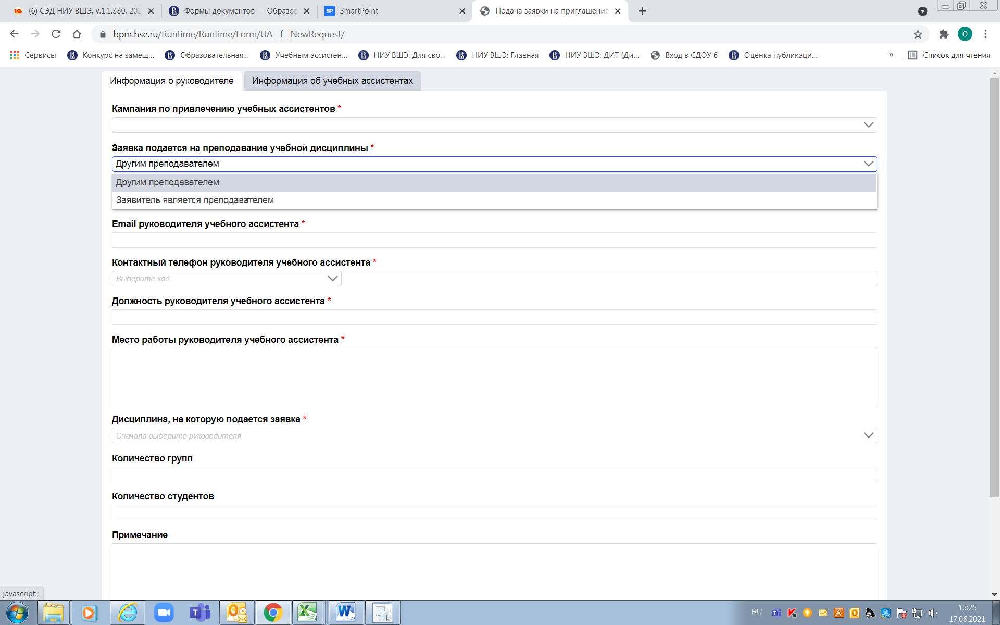 (6) СЭД НИУ ВШЭ, v.1.1.330, 202
Формы документов — Образов
SmartPoint
Подача заявки на приглашение
bpm.hse.ru/Runtime/Runtime/Form/UA__f__NewRequest/
О
Сервисы
Конкурс на замещ...
Образовательная...
Учебным ассистен...
НИУ ВШЭ: Для сво...
НИУ ВШЭ: Главная
НИУ ВШЭ: ДИТ (Ди...
Вход в СДОУ 6
Оценка публикаци...
»
Список для чтения
Информация о руководителе
Информация об учебных ассистентах
Кампания по привлечению учебных ассистентов *
Заявка подается на преподавание учебной дисциплины *
Другим преподавателем
Другим преподавателем
Заявитель является преподавателем
Email руководителя учебного ассистента *
Контактный телефон руководителя учебного ассистента *
Выберите код
Должность руководителя учебного ассистента *
Место работы руководителя учебного ассистента *
Дисциплина, на которую подается заявка *
Сначала выберите руководителя
Количество групп
Количество студентов
Примечание
javascript:;
RU
15:25
17.06.2021